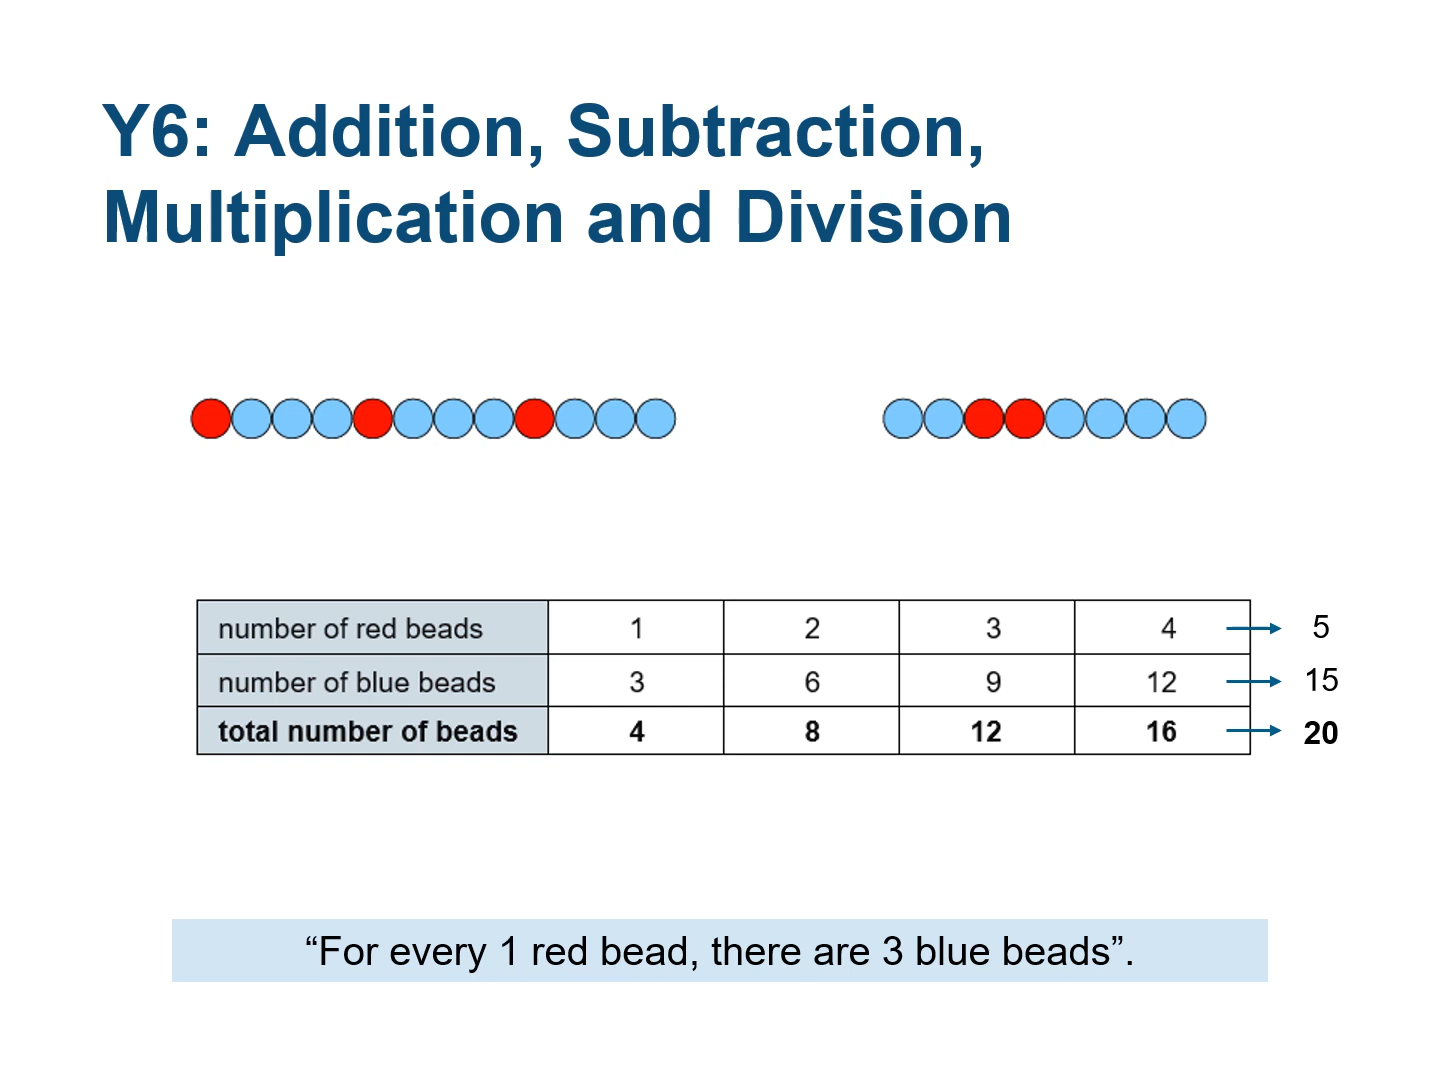 Y6: Addition, Subtraction,
Multiplication and Division
number of red beads 1 2 3 4 5
number of blue beads 3 6 9 12 15
total number of beads 4 8 12 16 20
“For every 1 red bead, there are 3 blue beads”.